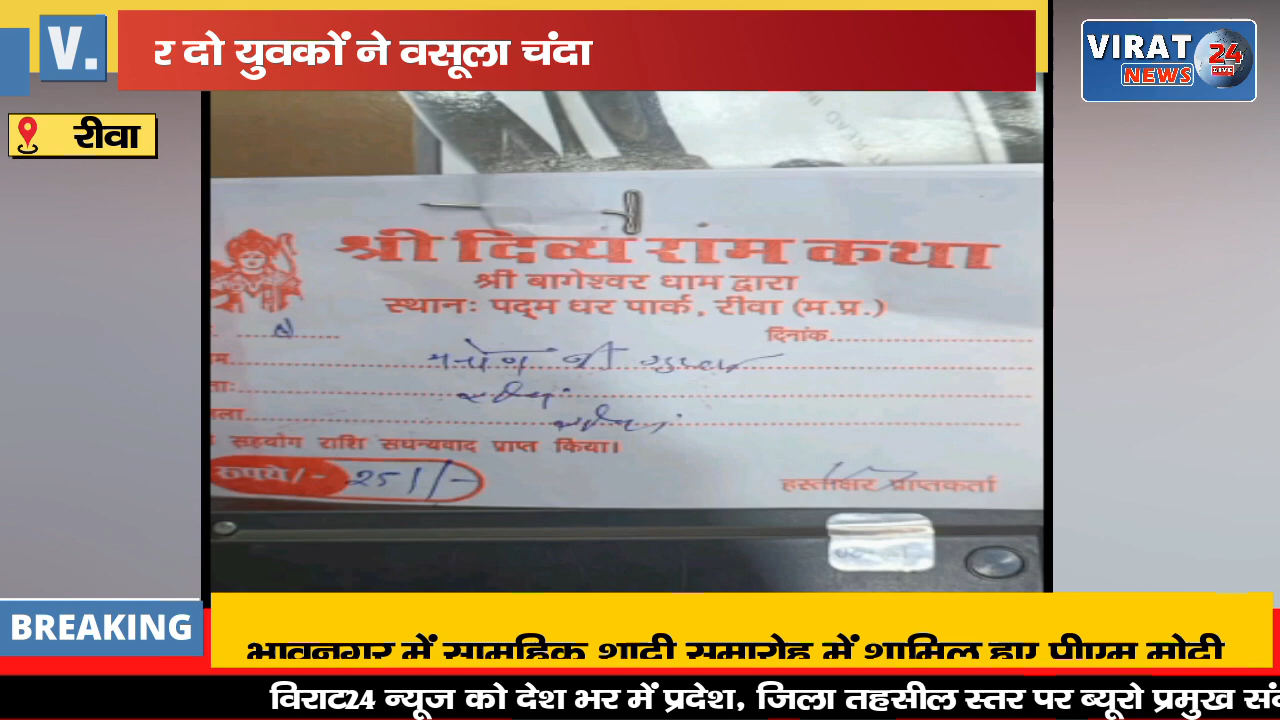 V.
र दो युवकों ने वसूला चंदा
VIRAT 24
NEWS LIVE
रीवा
श्री दिव्य राम कथा
श्री बागेश्वर धाम द्वारा
स्थानः पद्म धर पार्क, रीवा (म.प्र.)
दिनांक
सहयोग राशि सधन्यवाद प्राप्त किया।
रूपये/- 251/-
हस्ताक्षर प्राप्तकर्ता
BREAKING
भावनगर में सामूहिक शादी समारोह में शामिल हुए पीएम मोदी
विराट24 न्यूज को देश भर में प्रदेश, जिला तहसील स्तर पर ब्यूरो प्रमुख